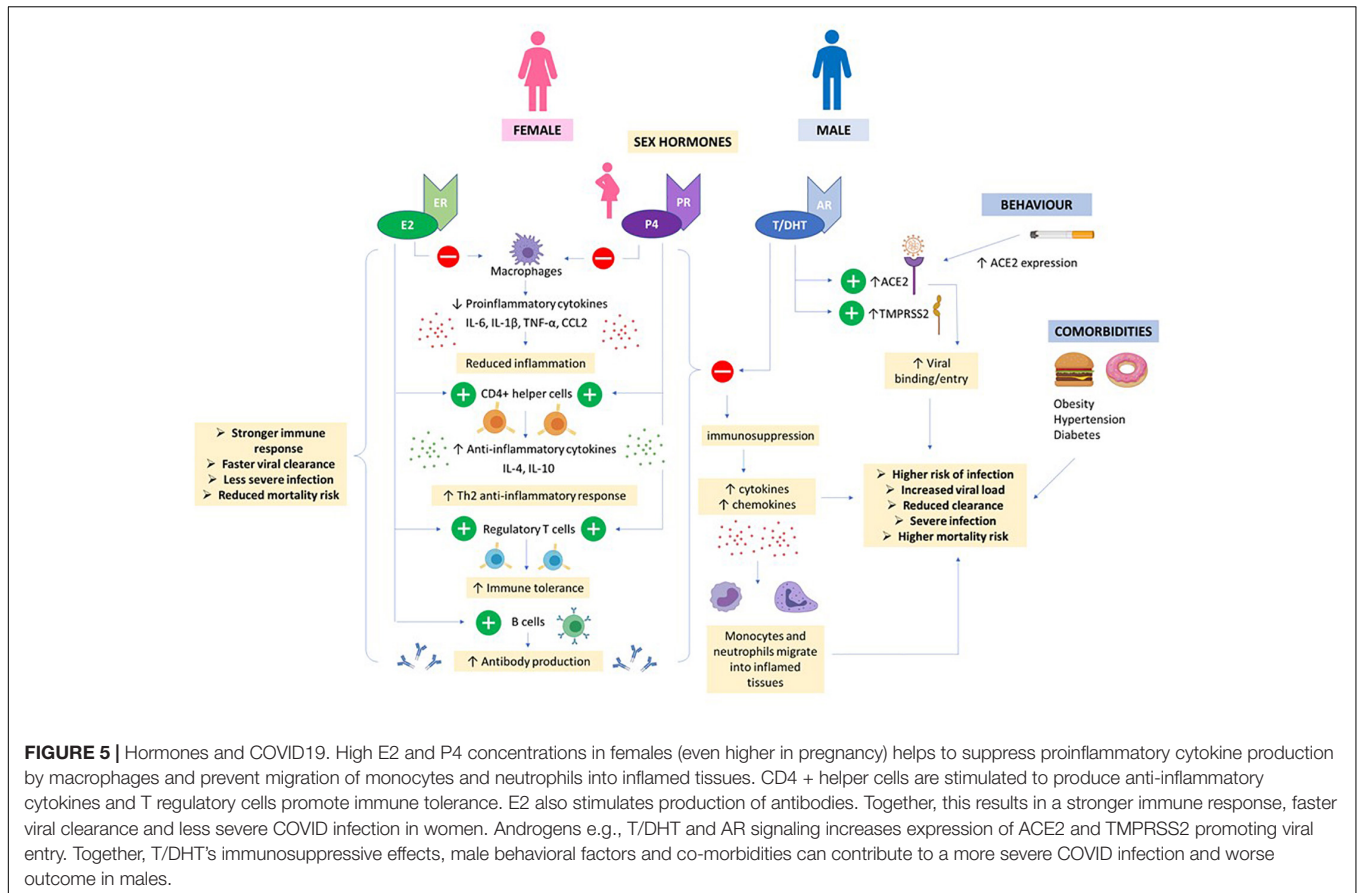 FEMALE
MALE
SEX HORMONES
ER
E2
PR
P4
AR
T/DHT
BEHAVIOUR
↑ ACE2 expression
Macrophages
↑ACE2
↑TMPRSS2
↓ Proinflammatory cytokines
IL-6, IL-1β, TNF-α, CCL2
Reduced inflammation
COMORBIDITIES
Obesity
Hypertension
Diabetes
↑ Viral
binding/entry
CD4+ helper cells
↑ Anti-inflammatory cytokines
IL-4, IL-10
↑ Th2 anti-inflammatory response
Regulatory T cells
↑ Immune tolerance
B cells
↑ Antibody production
➢ Stronger immune
response
➢ Faster viral clearance
➢ Less severe infection
➢ Reduced mortality risk
immunosuppression
↑ cytokines
↑ chemokines
Monocytes and
neutrophils migrate
into inflamed
tissues
➢ Higher risk of infection
➢ Increased viral load
➢ Reduced clearance
➢ Severe infection
➢ Higher mortality risk
FIGURE 5 | Hormones and COVID19. High E2 and P4 concentrations in females (even higher in pregnancy) helps to suppress proinflammatory cytokine production
by macrophages and prevent migration of monocytes and neutrophils into inflamed tissues. CD4 + helper cells are stimulated to produce anti-inflammatory
cytokines and T regulatory cells promote immune tolerance. E2 also stimulates production of antibodies. Together, this results in a stronger immune response, faster
viral clearance and less severe COVID infection in women. Androgens e.g., T/DHT and AR signaling increases expression of ACE2 and TMPRSS2 promoting viral
entry. Together, T/DHT's immunosuppressive effects, male behavioral factors and co-morbidities can contribute to a more severe COVID infection and worse
outcome in males.